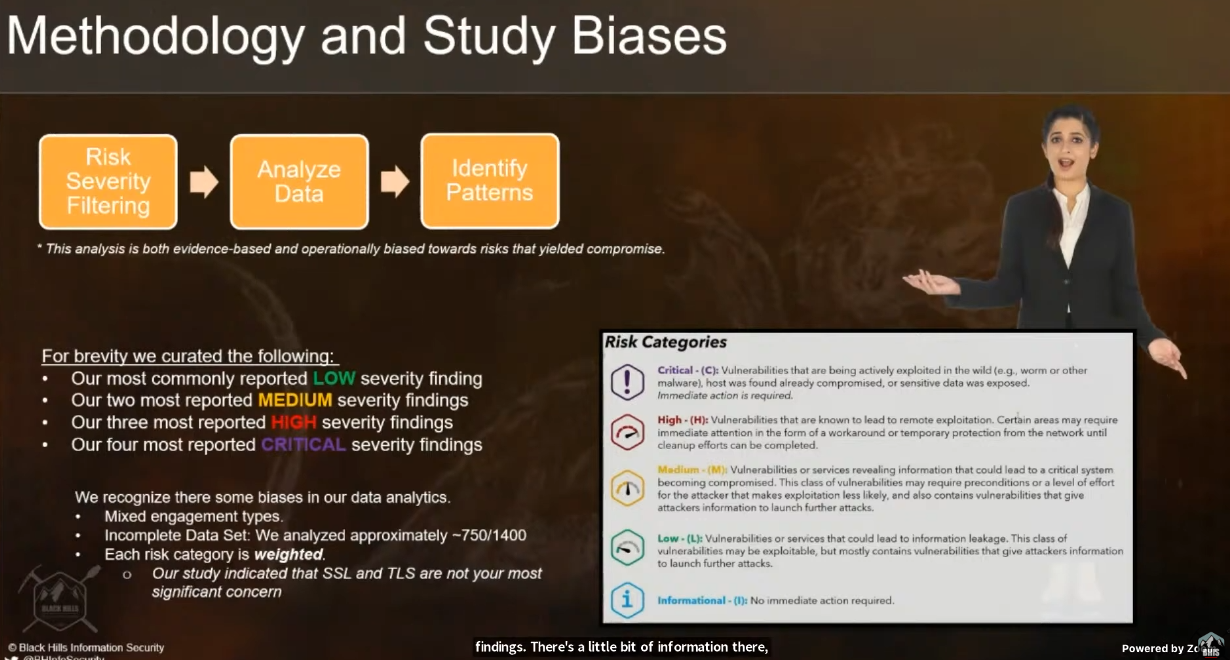 Methodology and Study Biases
Risk
Severity
Filtering
Analyze
Data
Identify
Patterns
* This analysis is both evidence-based and operationally biased towards risks that yielded compromise.
For brevity we curated the following:
• Our most commonly reported LOW severity finding
• Our two most reported MEDIUM severity findings
• Our three most reported HIGH severity findings
• Our four most reported CRITICAL severity findings
We recognize there some biases in our data analytics.
• Mixed engagement types.
• Incomplete Data Set: We analyzed approximately ~750/1400
• Each risk category is weighted.
o Our study indicated that SSL and TLS are not your most
significant concern
Risk Categories
Critical - (C): Vulnerabilities that are being actively exploited in the wild (e.g., worm or other
malware), host was found already compromised, or sensitive data was exposed.
Immediate action is required.
High - (H): Vulnerabilities that are known to lead to remote exploitation. Certain areas may require
immediate attention in the form of a workaround or temporary protection from the network until
cleanup efforts can be completed.
Medium - (M): Vulnerabilities or services revealing information that could lead to a critical system
becoming compromised. This class of vulnerabilities may require preconditions or a level of effort
for the attacker that makes exploitation less likely, and also contains vulnerabilities that give
attackers information to launch further attacks.
Low - (L): Vulnerabilities or services that could lead to information leakage. This class of
vulnerabilities may be exploitable, but mostly contains vulnerabilities that give attackers information
to launch further attacks.
Informational - (I): No immediate action required.
BLACK HILLS
© Black Hills Information Security
@BHInfoSecurity
findings. There's a little bit of information there,
Powered by
BHIS